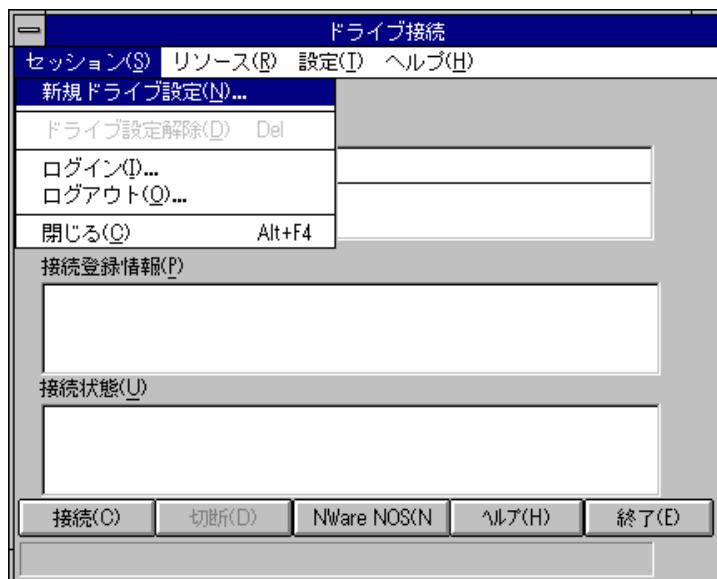 ドライブ接続
セッション(S) リソース(R) 設定(T) ヘルプ(H)
新規ドライブ設定(N)...
ドライブ設定解除(D) Del
ログイン(I)...
ログアウト(O)...
閉じる(C) Alt+F4
接続登録情報(P)
接続状態(U)
接続(C) 切断(D) NWare NOS(N ヘルプ(H) 終了(E)